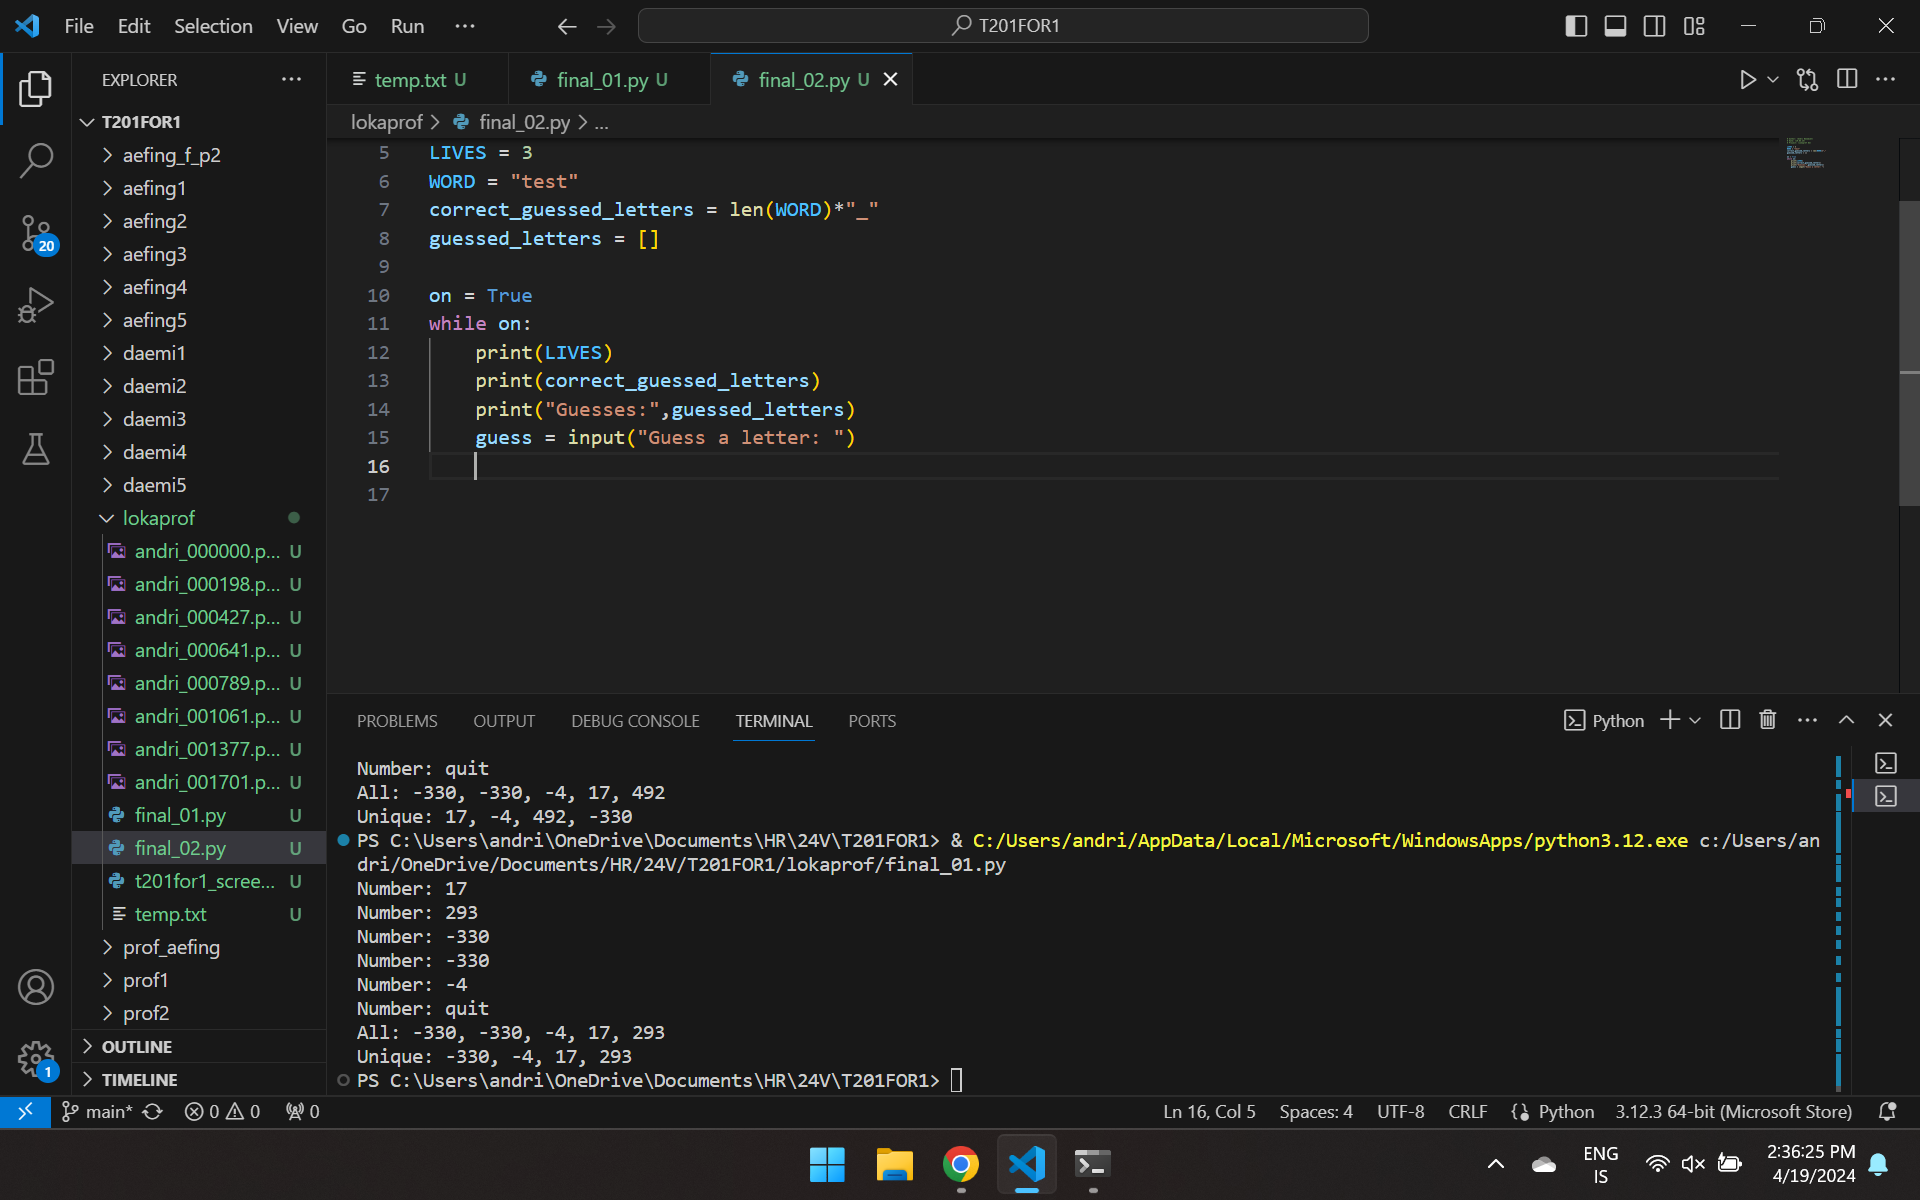 File Edit Selection View Go Run ··· T201FOR1
EXPLORER ···
T201FOR1
aefing_f_p2
aefing1
aefing2
aefing3
aefing4
aefing5
daemi1
daemi2
daemi3
daemi4
daemi5
lokaprof
andri_000000.p... U
andri_000198.p... U
andri_000427.p... U
andri_000641.p... U
andri_000789.p... U
andri_001061.p... U
andri_001377.p... U
andri_001701.p... U
final_01.py U
final_02.py U
t201for1_scree... U
temp.txt U
prof_aefing
prof1
prof2
OUTLINE
TIMELINE
20
1
temp.txt U final_01.py U final_02.py U
lokaprof > final_02.py > ...
5 LIVES = 3
6 WORD = "test"
7 correct_guessed_letters = len(WORD)*"_"
8 guessed_letters = []
9
10 on = True
11 while on:
12 print(LIVES)
13 print(correct_guessed_letters)
14 print("Guesses:",guessed_letters)
15 guess = input("Guess a letter: ")
16
17
PROBLEMS OUTPUT DEBUG CONSOLE TERMINAL PORTS Python
Number: quit
All: -330, -330, -4, 17, 492
Unique: 17, -4, 492, -330
PS C:\Users\andri\OneDrive\Documents\HR\24V\T201FOR1> & C:/Users/andri/AppData/Local/Microsoft/WindowsApps/python3.12.exe c:/Users/an
dri/OneDrive/Documents/HR/24V/T201FOR1/lokaprof/final_01.py
Number: 17
Number: 293
Number: -330
Number: -330
Number: -4
Number: quit
All: -330, -330, -4, 17, 293
Unique: -330, -4, 17, 293
PS C:\Users\andri\OneDrive\Documents\HR\24V\T201FOR1>
main* 0 0 0 Ln 16, Col 5 Spaces: 4 UTF-8 CRLF Python 3.12.3 64-bit (Microsoft Store)
ENG
IS
2:36:25 PM
4/19/2024